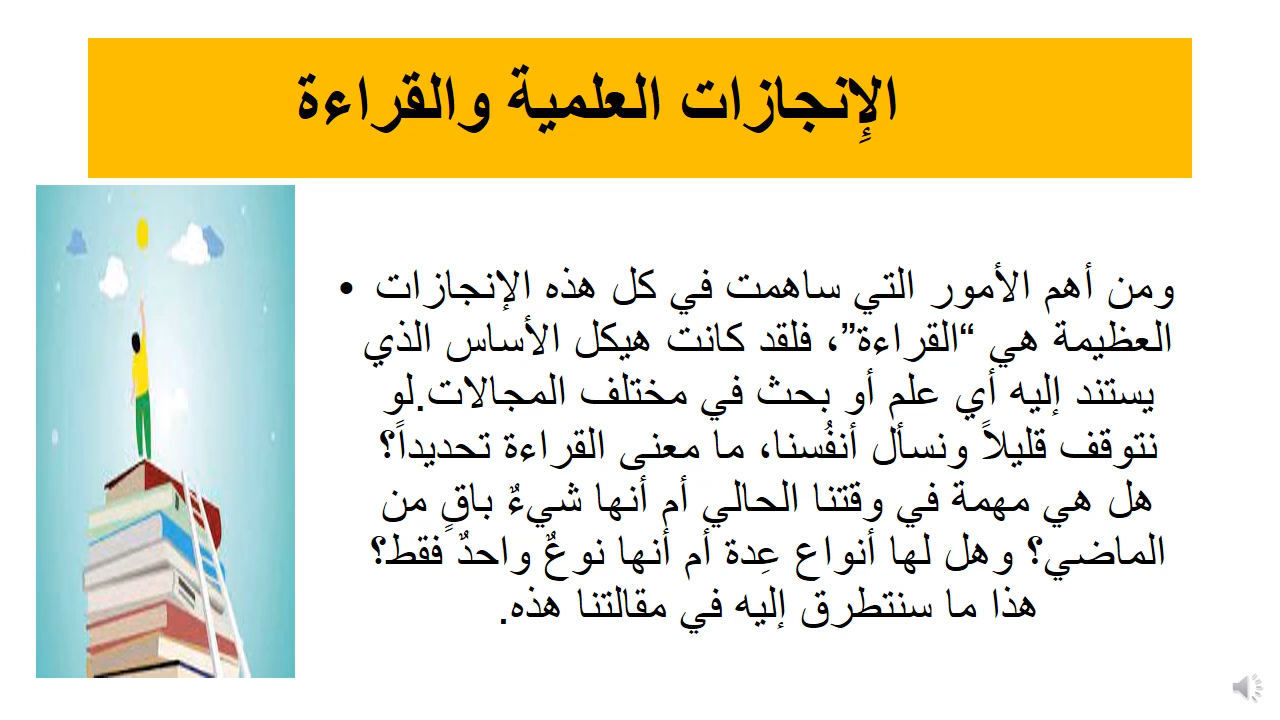 الإِنجازات العلمية والقراءة
• ومن أهم الأمور التي ساهمت في كل هذه الإنجازات
العظيمة هي “القراءة”، فلقد كانت هيكل الأساس الذي
يستند إليه أي علم أو بحث في مختلف المجالات.لو
نتوقف قليلاً ونسأل أنفُسنا، ما معنى القراءة تحديداً؟
هل هي مهمة في وقتنا الحالي أم أنها شيءٌ باقٍ من
الماضي؟ وهل لها أنواع عِدة أم أنها نوعٌ واحدٌ فقط؟
هذا ما سنتطرق إليه في مقالتنا هذه.